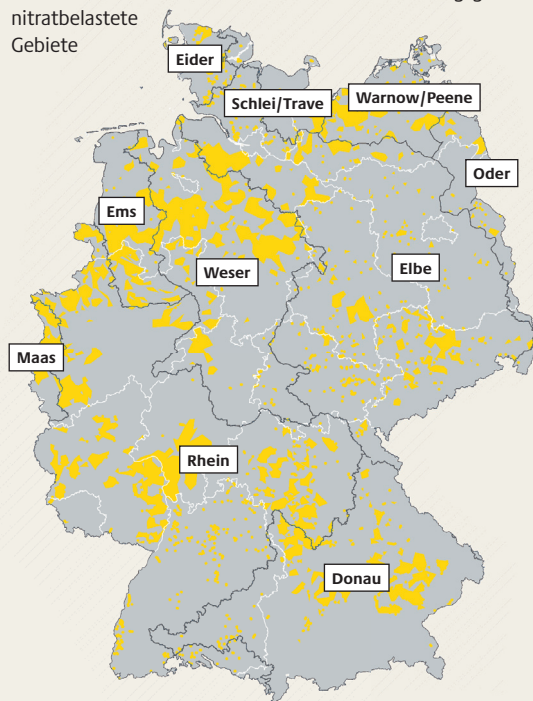 nitratbelastete
Gebiete
Eider
Schlei/Trave
Warnow/Peene
Oder
Ems
Weser
Elbe
Maas
Rhein
Donau